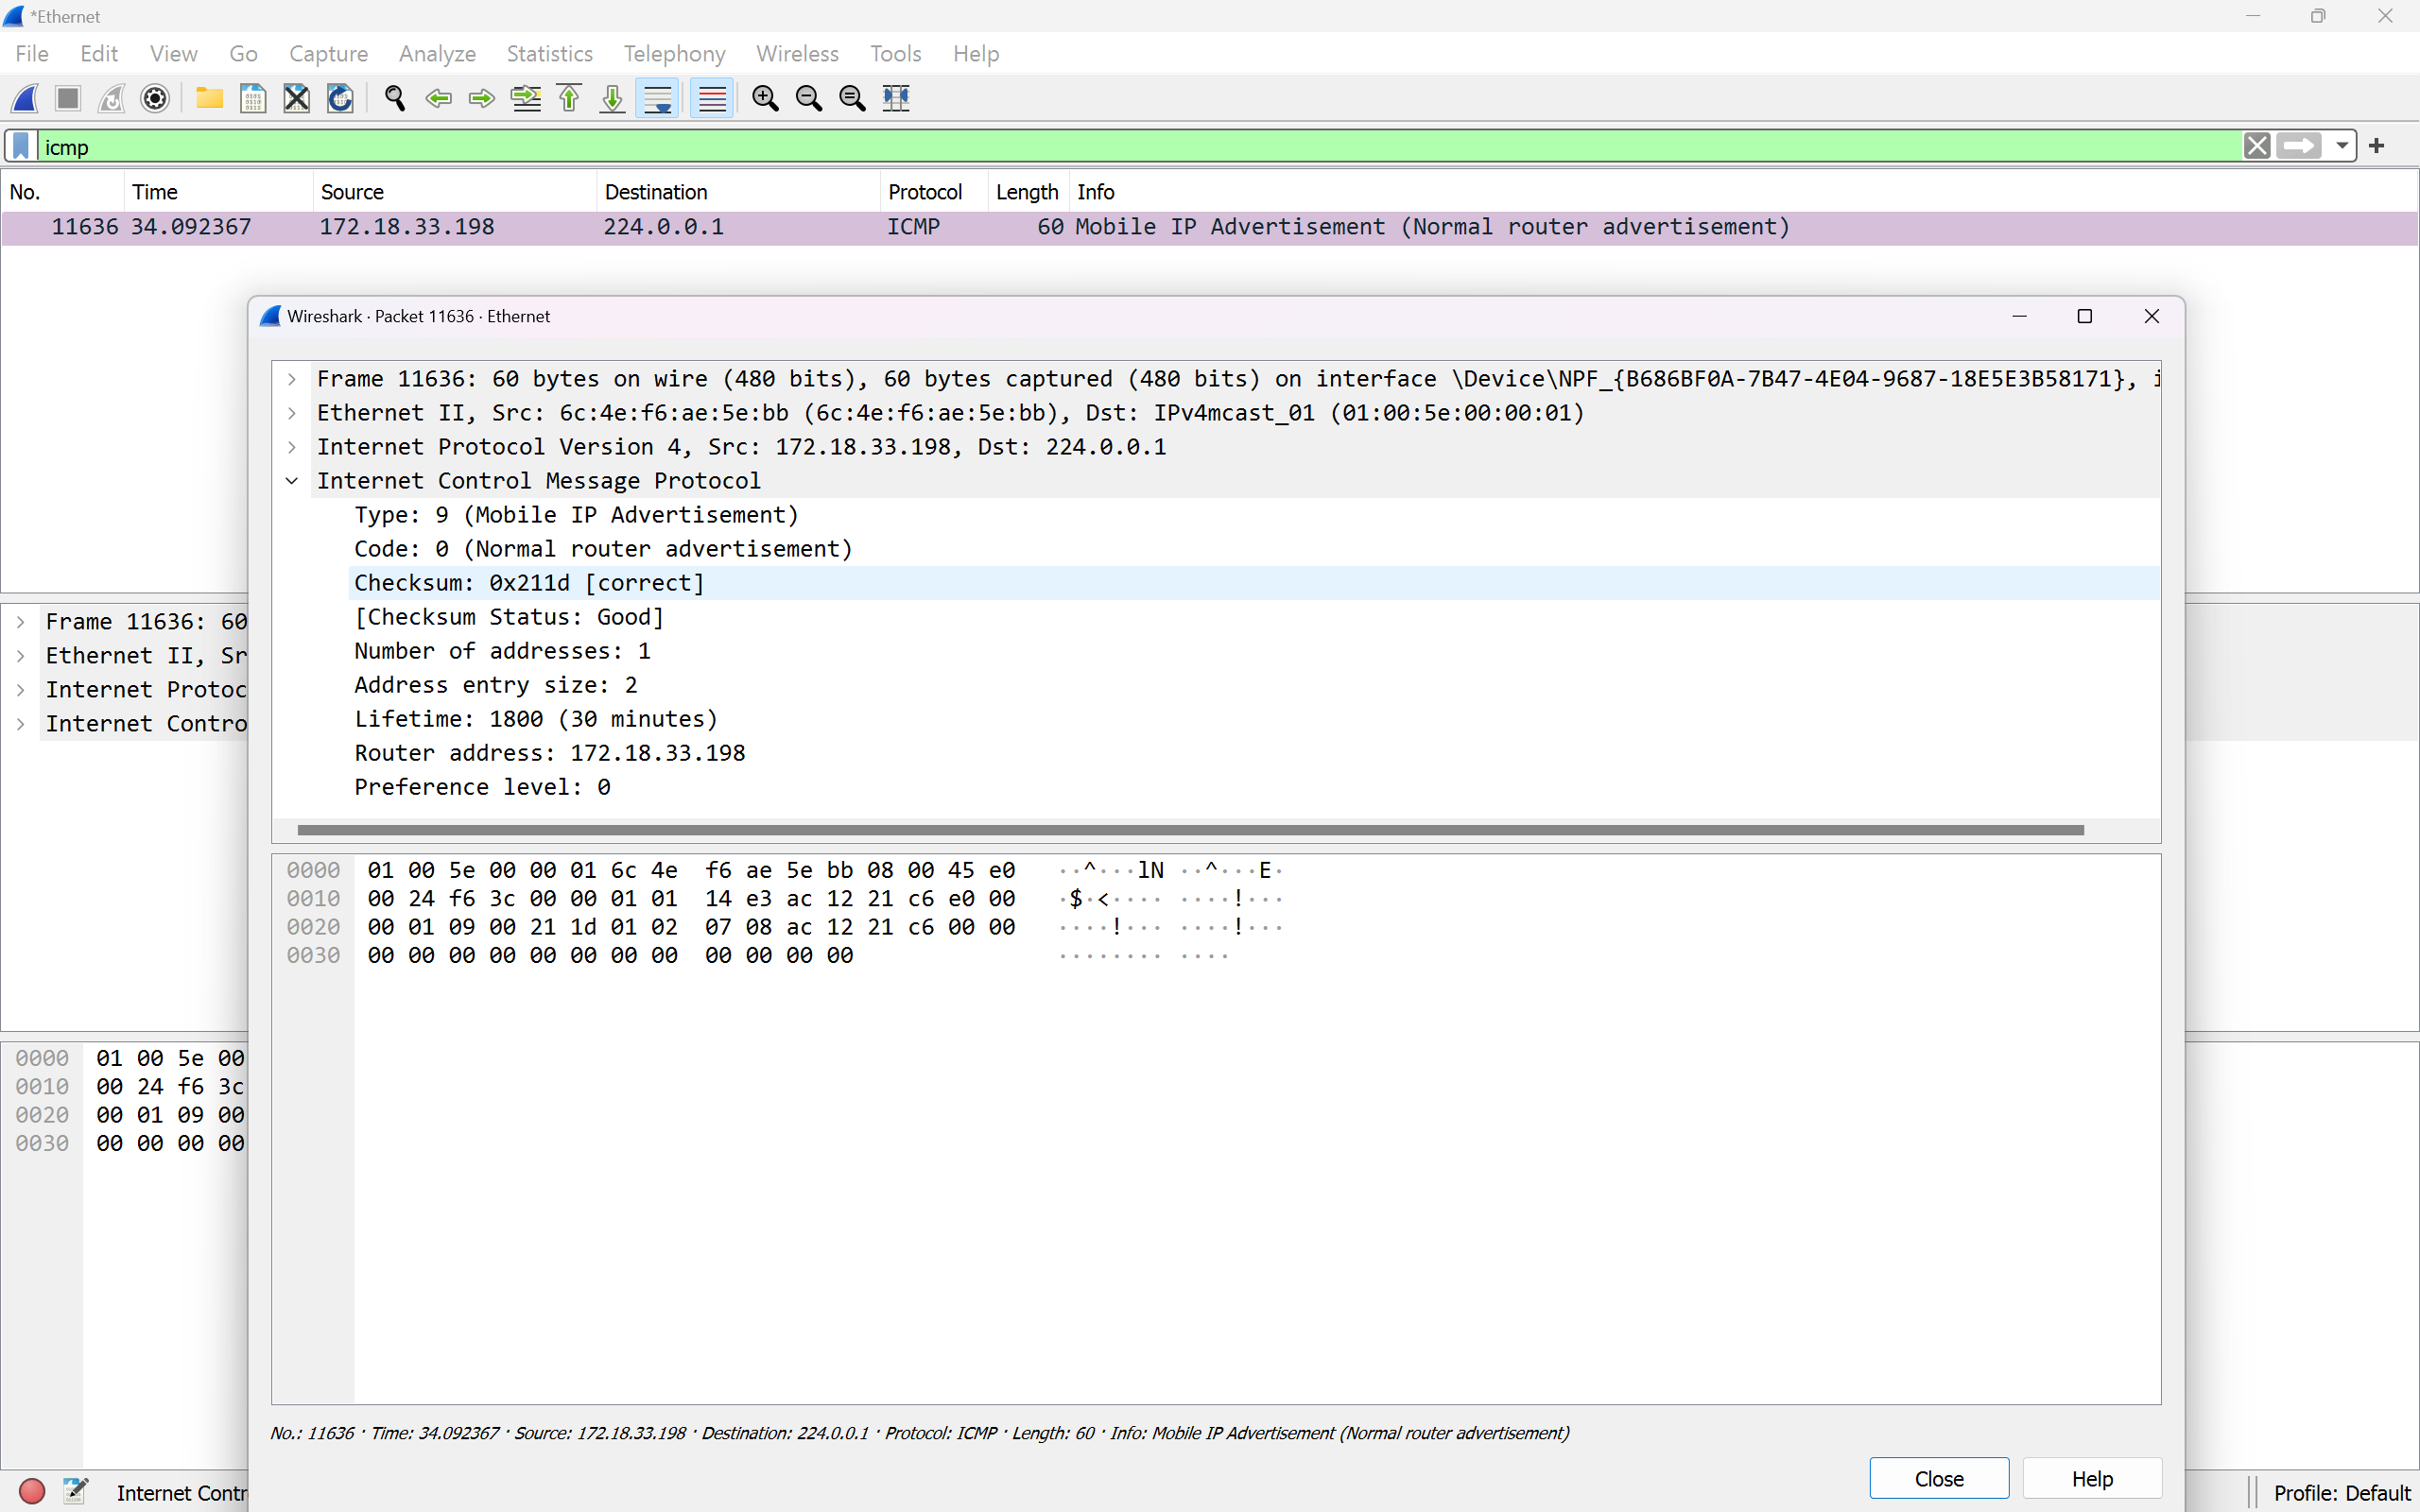 *Ethernet
File Edit View Go Capture Analyze Statistics Telephony Wireless Tools Help
icmp
No. Time Source Destination Protocol Length Info
11636 34.092367 172.18.33.198 224.0.0.1 ICMP 60 Mobile IP Advertisement (Normal router advertisement)
Wireshark · Packet 11636 · Ethernet
Frame 11636: 60 bytes on wire (480 bits), 60 bytes captured (480 bits) on interface \Device\NPF_{B686BF0A-7B47-4E04-9687-18E5E3B58171}, i
Ethernet II, Src: 6c:4e:f6:ae:5e:bb (6c:4e:f6:ae:5e:bb), Dst: IPv4mcast_01 (01:00:5e:00:00:01)
Internet Protocol Version 4, Src: 172.18.33.198, Dst: 224.0.0.1
Internet Control Message Protocol
Type: 9 (Mobile IP Advertisement)
Code: 0 (Normal router advertisement)
Checksum: 0x211d [correct]
[Checksum Status: Good]
Number of addresses: 1
Address entry size: 2
Lifetime: 1800 (30 minutes)
Router address: 172.18.33.198
Preference level: 0
0000 01 00 5e 00 00 01 6c 4e f6 ae 5e bb 08 00 45 e0 ··^···lN ··^···E·
0010 00 24 f6 3c 00 00 01 01 14 e3 ac 12 21 c6 e0 00 ·$·<···· ····!···
0020 00 01 09 00 21 1d 01 02 07 08 ac 12 21 c6 00 00 ····!··· ····!···
0030 00 00 00 00 00 00 00 00 00 00 00 00 ········ ····
No.: 11636 · Time: 34.092367 · Source: 172.18.33.198 · Destination: 224.0.0.1 · Protocol: ICMP · Length: 60 · Info: Mobile IP Advertisement (Normal router advertisement)
Close Help
Frame 11636: 60
Ethernet II, Sr
Internet Protoc
Internet Contro
0000 01 00 5e 00
0010 00 24 f6 3c
0020 00 01 09 00
0030 00 00 00 00
Internet Contr
Profile: Default